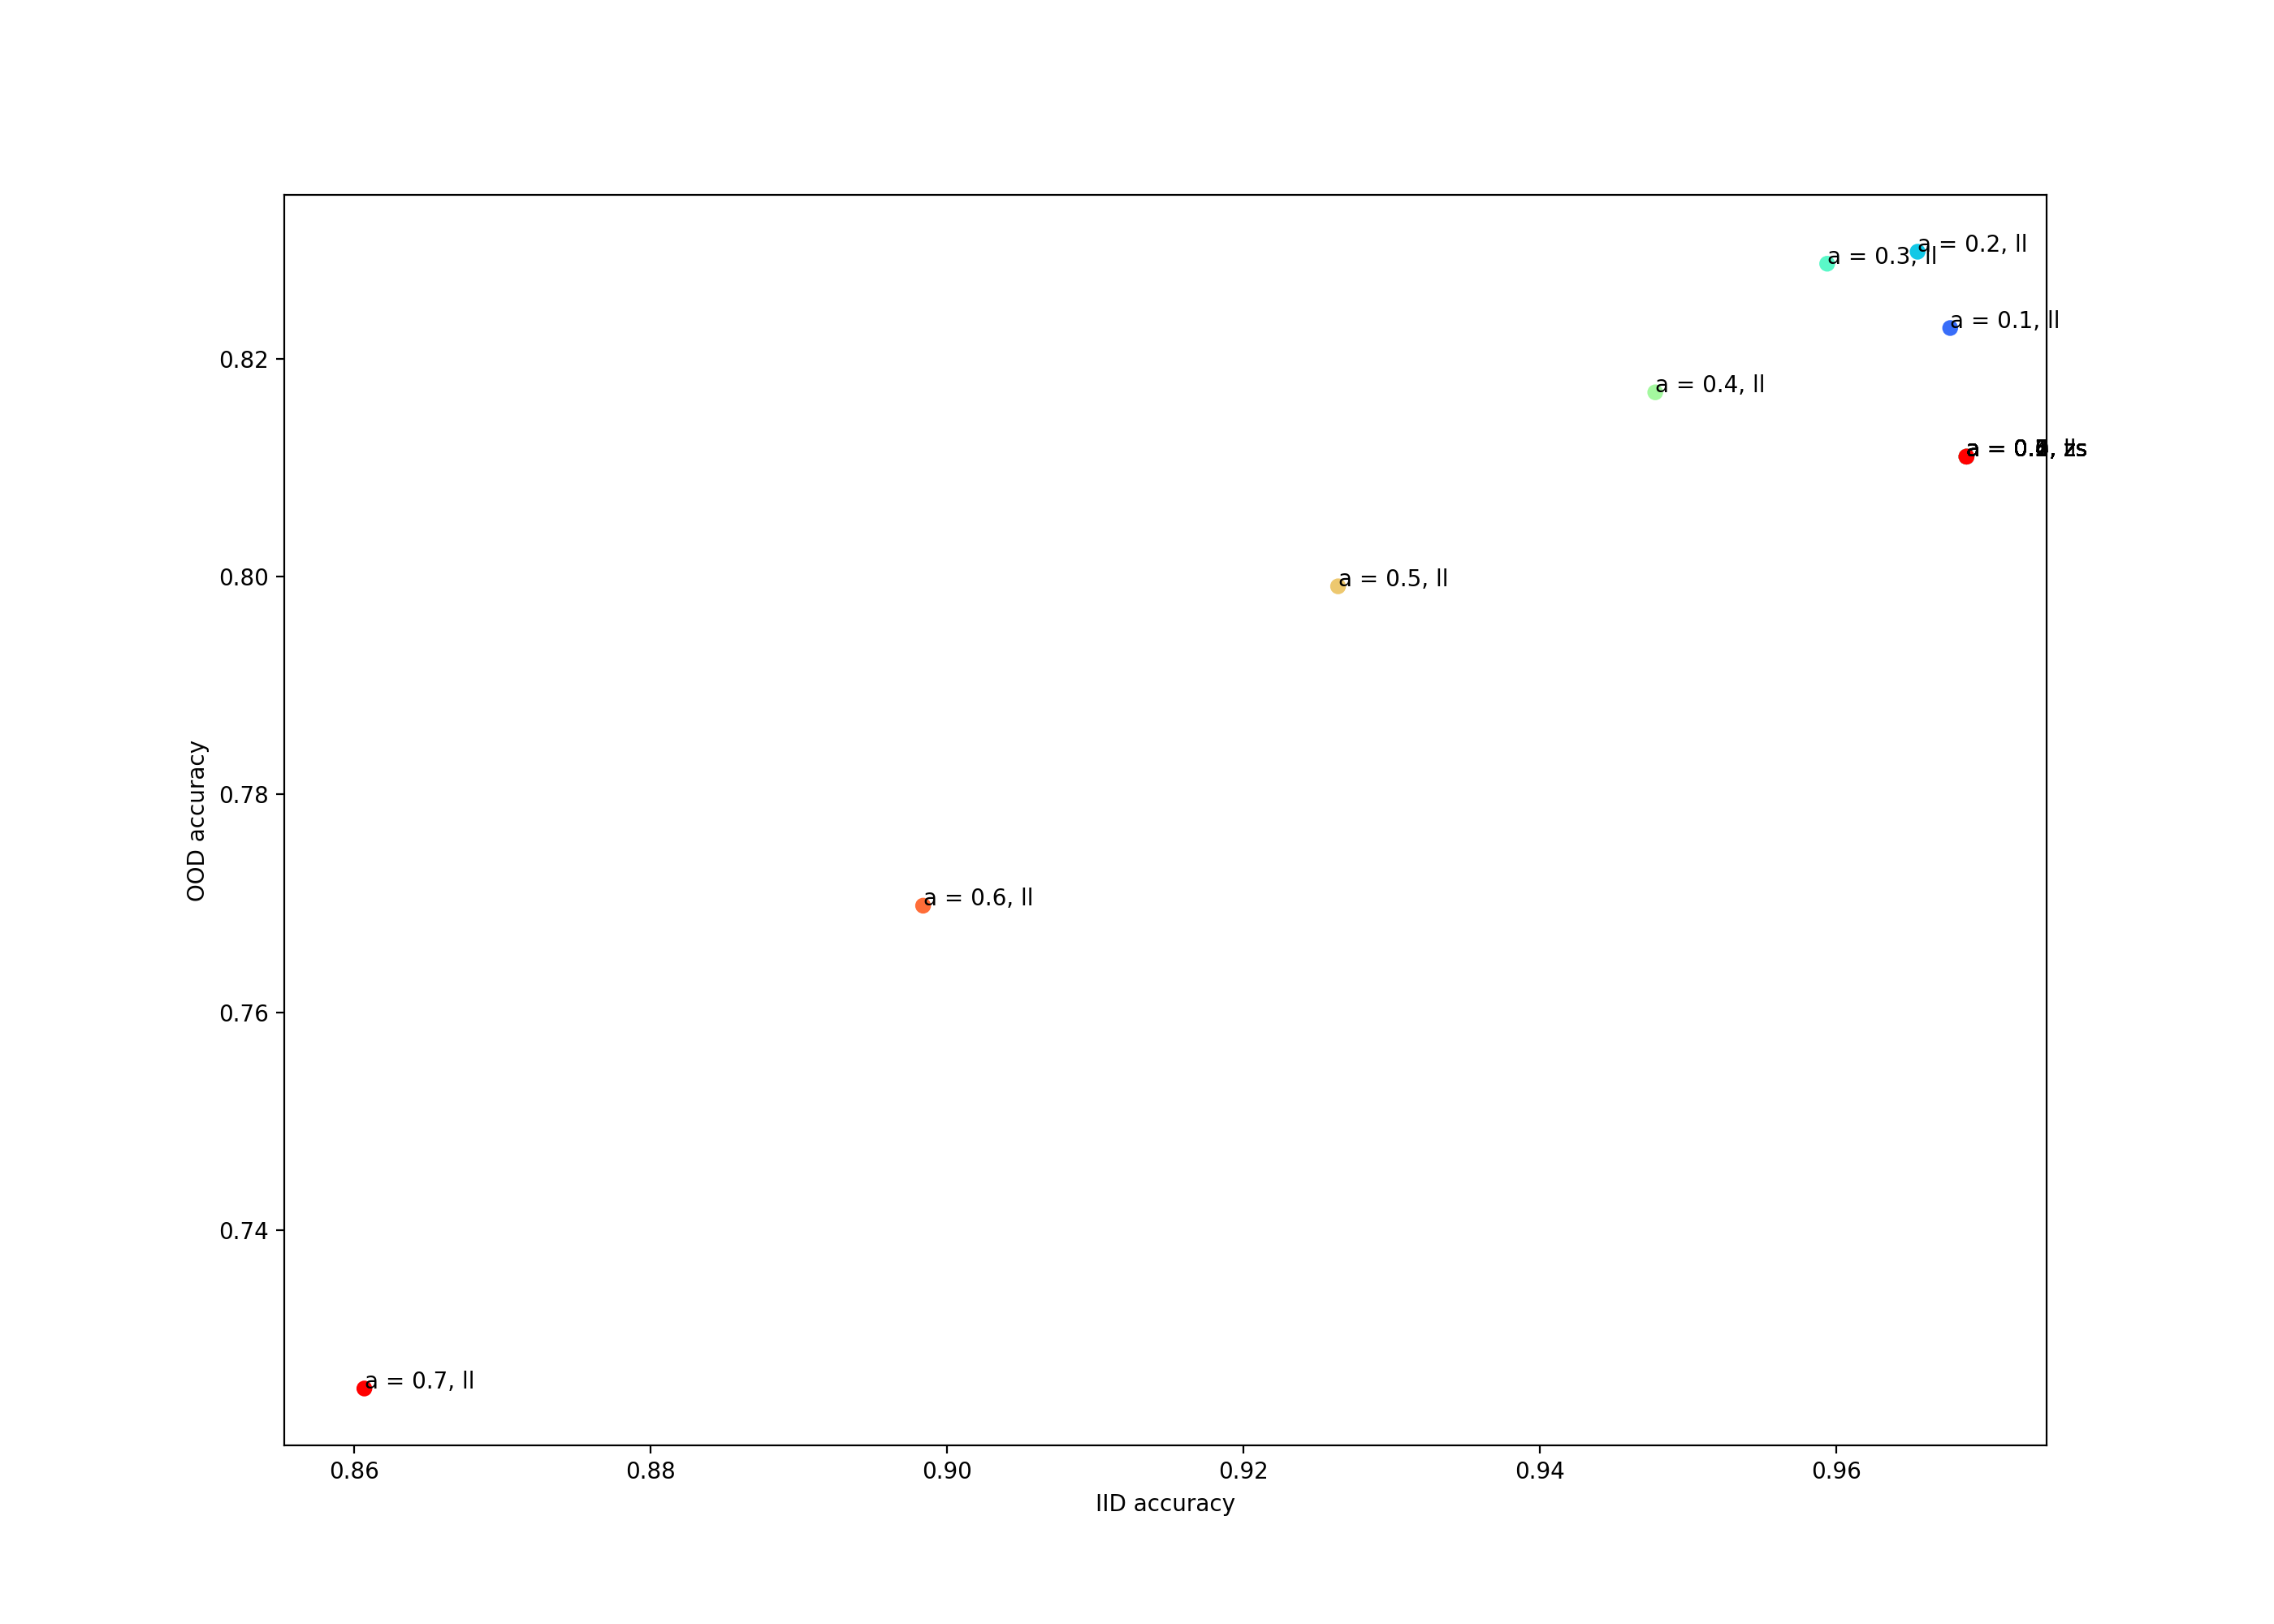 a = 0.2, ll
a = 0.3, ll
a = 0.1, ll
0.82
a = 0.4, ll
a = 0.
0.80
a = 0.5, ll
0.78
OOD accuracy
a = 0.6, ll
0.76
0.74
a = 0.7, ll
0.86
0.88
0.90
0.92
0.94
0.96
IID accuracy